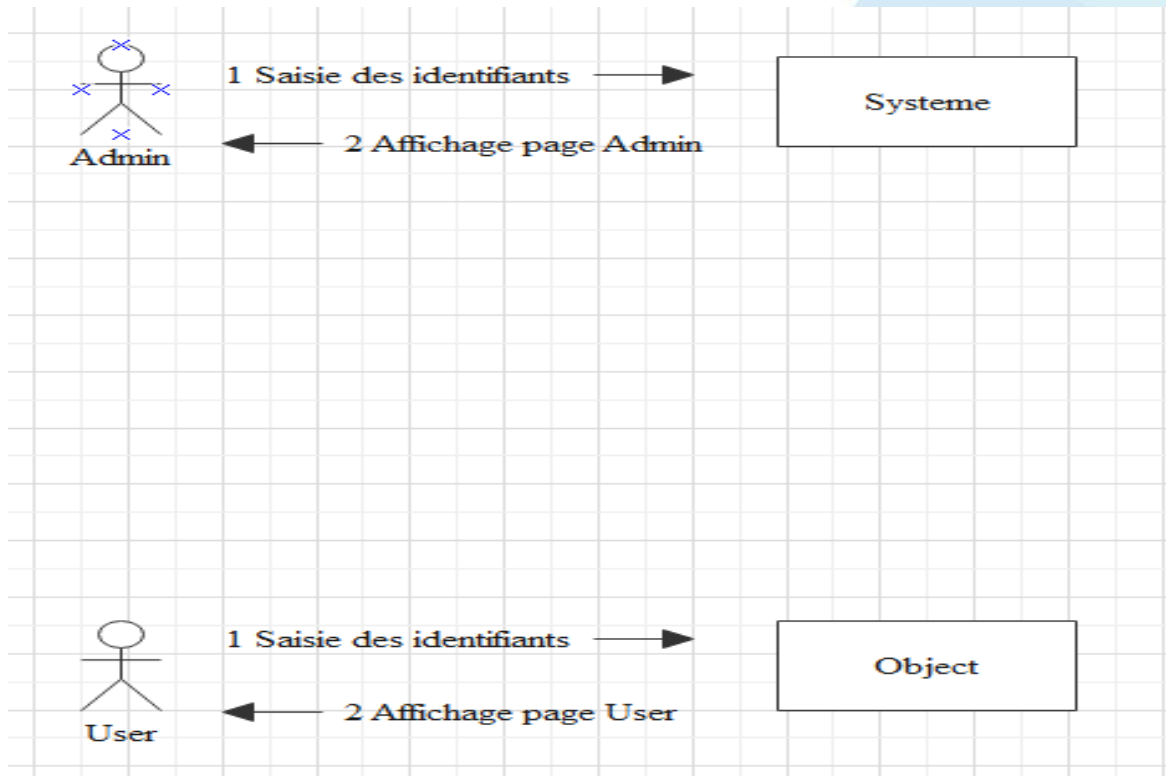 1 Saisie des identifiants
Systeme
2 Affichage page Admin
Admin
1 Saisie des identifiants
Object
2 Affichage page User
User